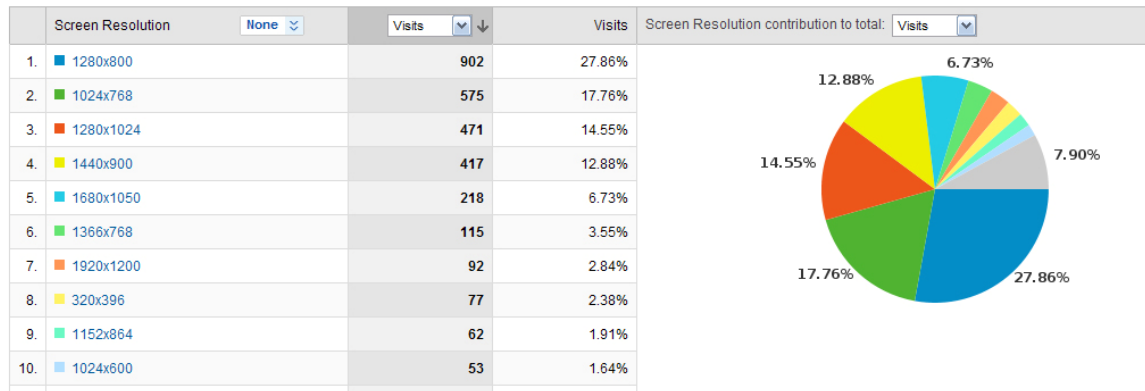 Screen Resolution None Visits Visits Screen Resolution contribution to total: Visits
1. 1280x800 902 27.86%
2. 1024x768 575 17.76%
3. 1280x1024 471 14.55%
4. 1440x900 417 12.88%
5. 1680x1050 218 6.73%
6. 1366x768 115 3.55%
7. 1920x1200 92 2.84%
8. 320x396 77 2.38%
9. 1152x864 62 1.91%
10. 1024x600 53 1.64%
6.73%
12.88%
7.90%
14.55%
17.76%
27.86%